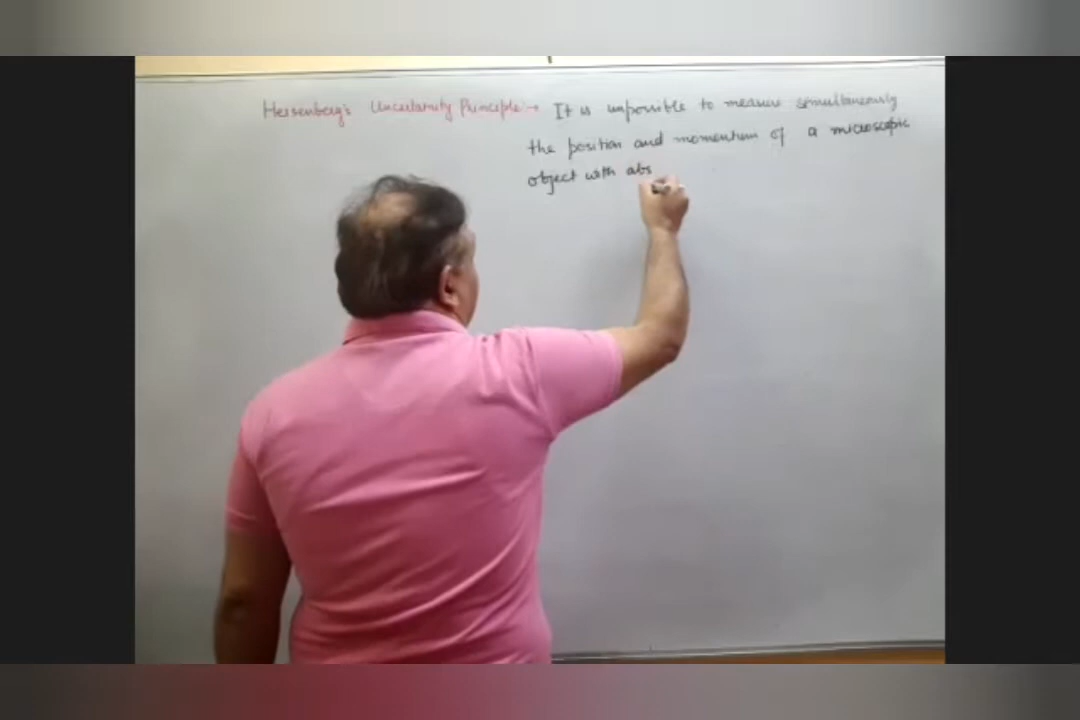 Heisenberg's Uncertainty Principle → It is impossible to measure simultaneously
the position and momentum of a microscopic
object with abs